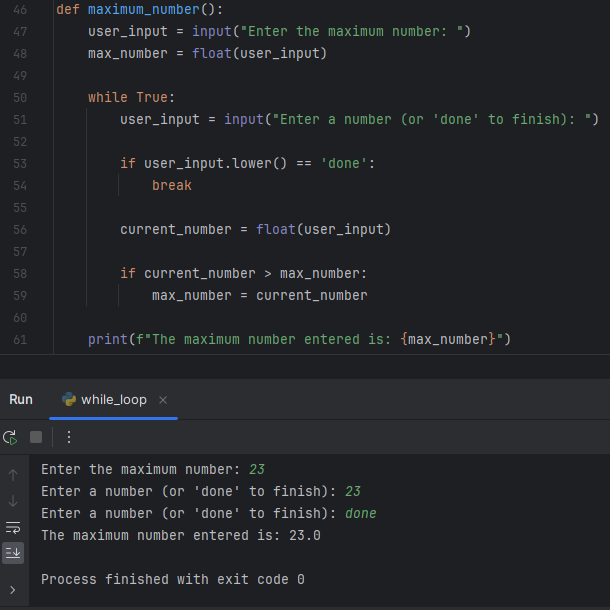 46 def maximum_number():
47     user_input = input("Enter the maximum number: ")
48     max_number = float(user_input)
49
50     while True:
51         user_input = input("Enter a number (or 'done' to finish): ")
52
53         if user_input.lower() == 'done':
54             break
55
56         current_number = float(user_input)
57
58         if current_number > max_number:
59             max_number = current_number
60
61     print(f"The maximum number entered is: {max_number}")
Run while_loop
Enter the maximum number: 23
Enter a number (or 'done' to finish): 23
Enter a number (or 'done' to finish): done
The maximum number entered is: 23.0
Process finished with exit code 0